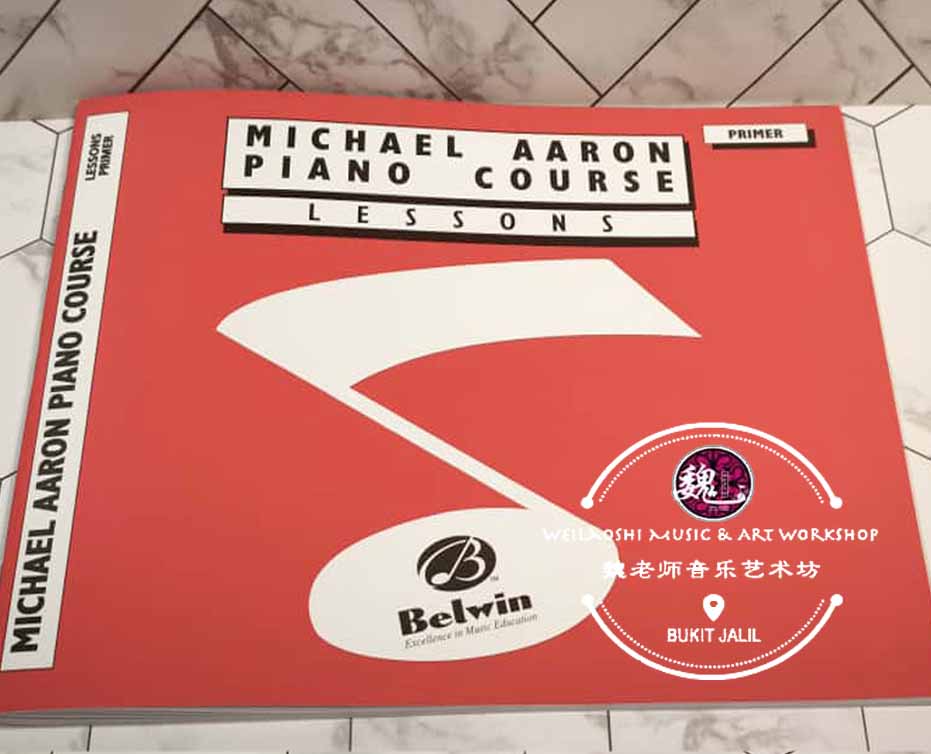 MICHAEL AARON
PIANO COURSE
LESSONS
PRIMER
LESSONS
PRIMER
MICHAEL AARON PIANO COURSE
B
TM
Belwin
Excellence in Music Education
魏
WEILAOSHI MUSIC & ART WORKSHOP
魏老师音乐艺术坊
BUKIT JALIL